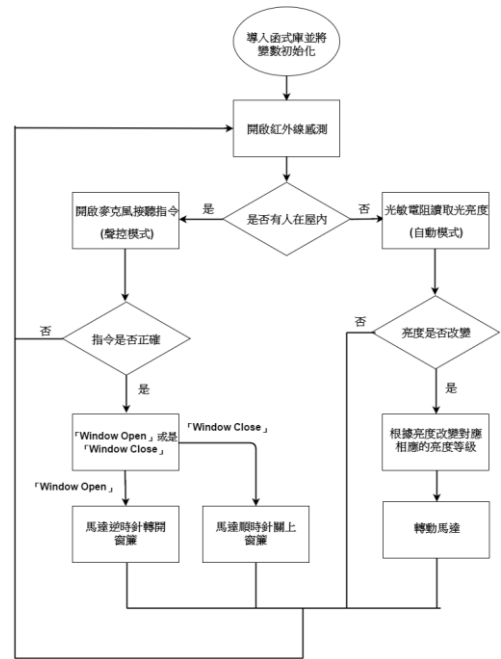 導入函式庫並將
變數初始化
開啟紅外線感測
是否有人在屋內
是
否
開啟麥克風接聽指令
(聲控模式)
光敏電阻讀取光亮度
(自動模式)
指令是否正確
否
是
亮度是否改變
否
是
「Window Open」或是
「Window Close」
「Window Close」
「Window Open」
根據亮度改變對應
相應的亮度等級
馬達逆時針轉開
窗簾
馬達順時針關上
窗簾
轉動馬達